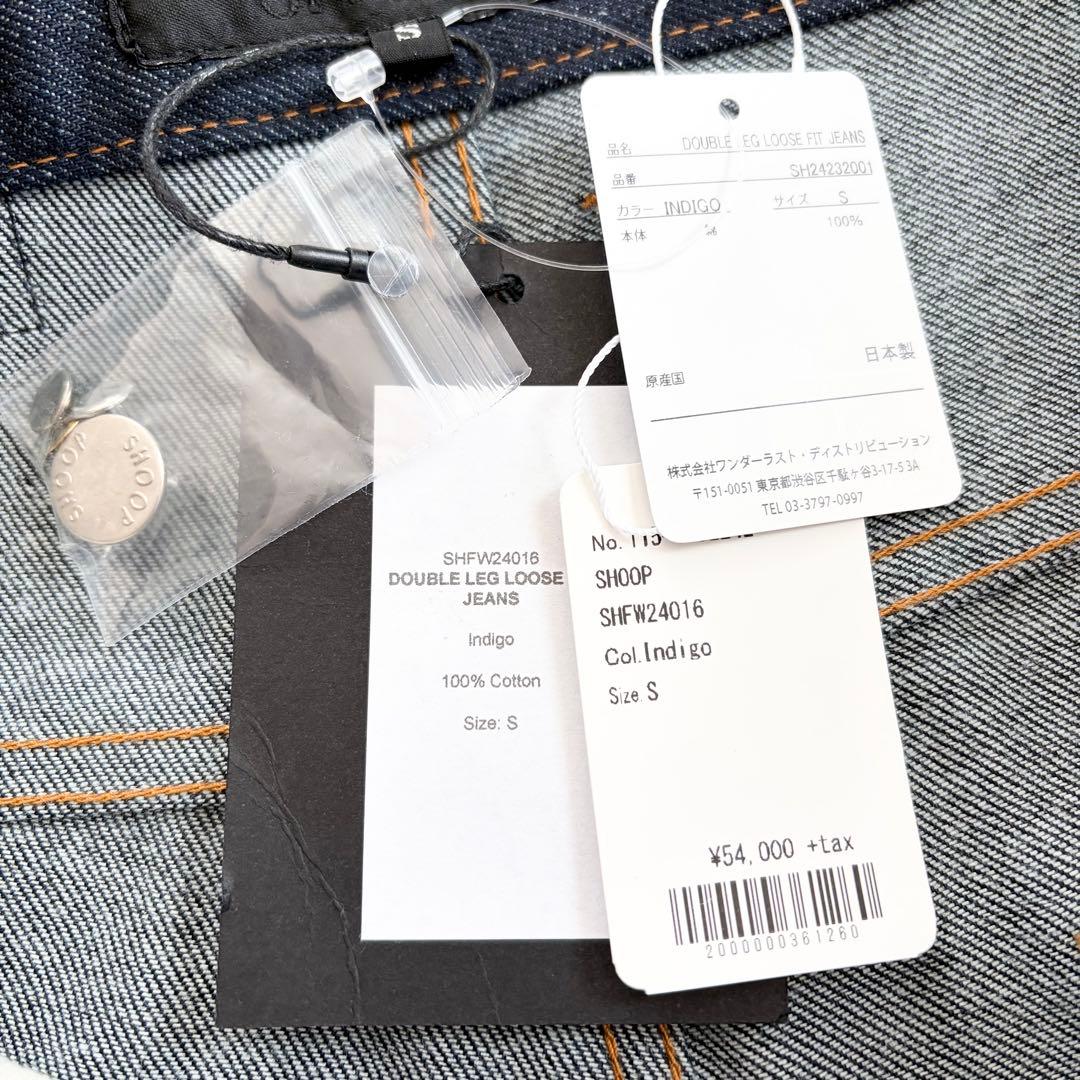 SHOOP
SHOOP
品名 DOUBLE LEG LOOSE FIT JEANS
品番 SH24232001
カラー INDIGO サイズ S
本体 100%
原産国 日本製
株式会社ワンダーラスト・ディストリビューション
〒151-0051 東京都渋谷区千駄ヶ谷3-17-5 3A
TEL 03-3797-0997
SHFW24016
DOUBLE LEG LOOSE
JEANS
Indigo
100% Cotton
Size: S
No. 115
SHOOP
SHFW24016
Col. Indigo
Size. S
¥54,000 +tax
2000000361260